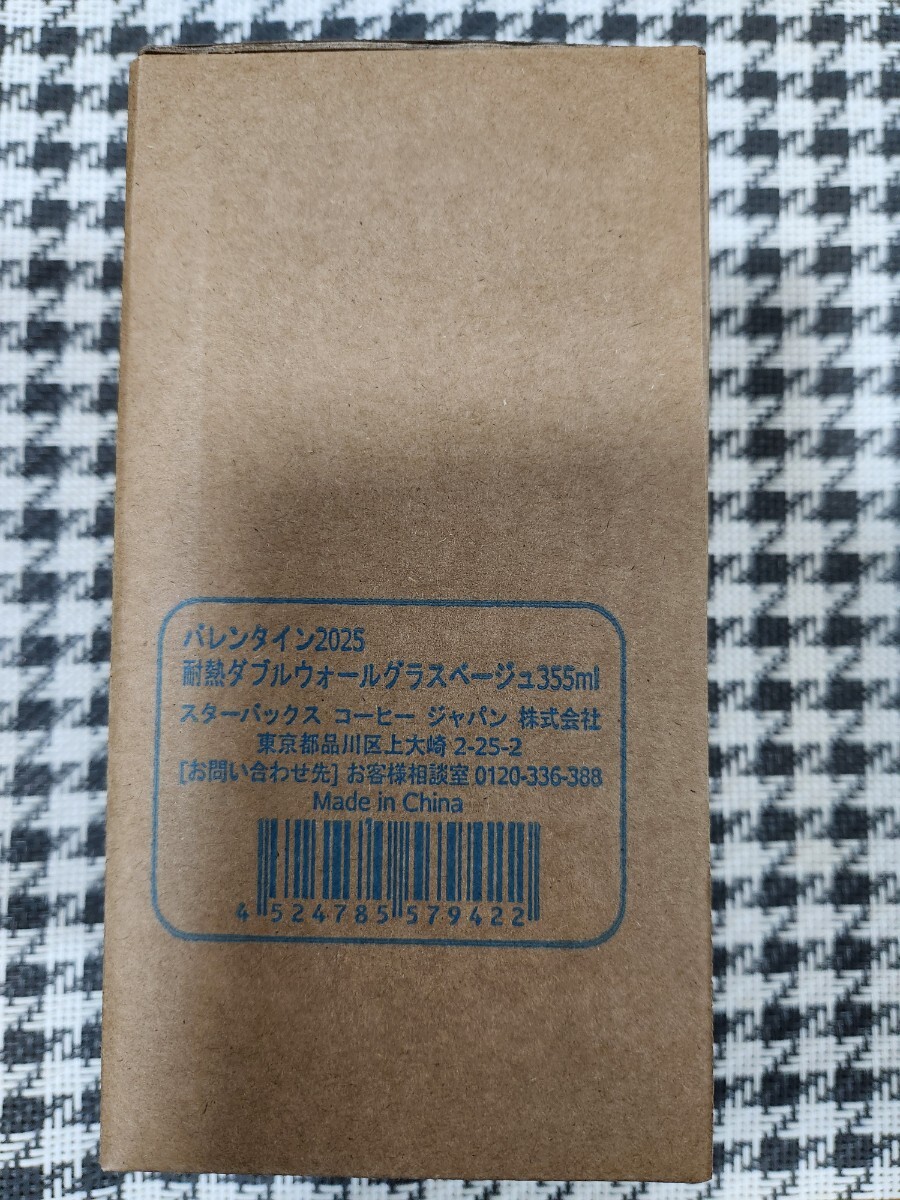 バレンタイン2025
耐熱ダブルウォールグラスベージュ355ml
スターバックス コーヒー ジャパン 株式会社
東京都品川区上大崎 2-25-2
[お問い合わせ先] お客様相談室 0120-336-388
Made in China
4 524785 579422